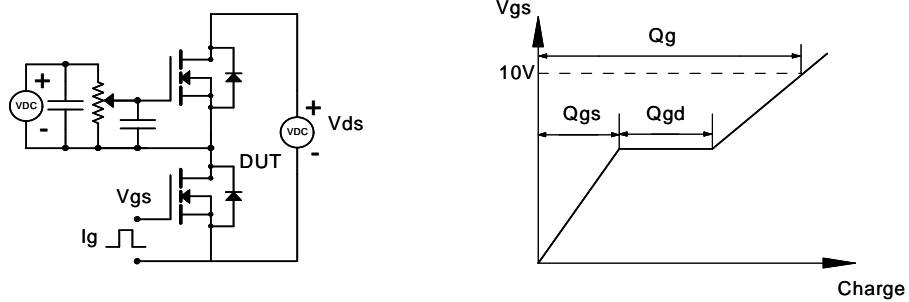 +
VDC
-
+
VDC
-
Vds
DUT
Vgs
Ig
Vgs
Qg
10V
Qgs
Qgd
Charge